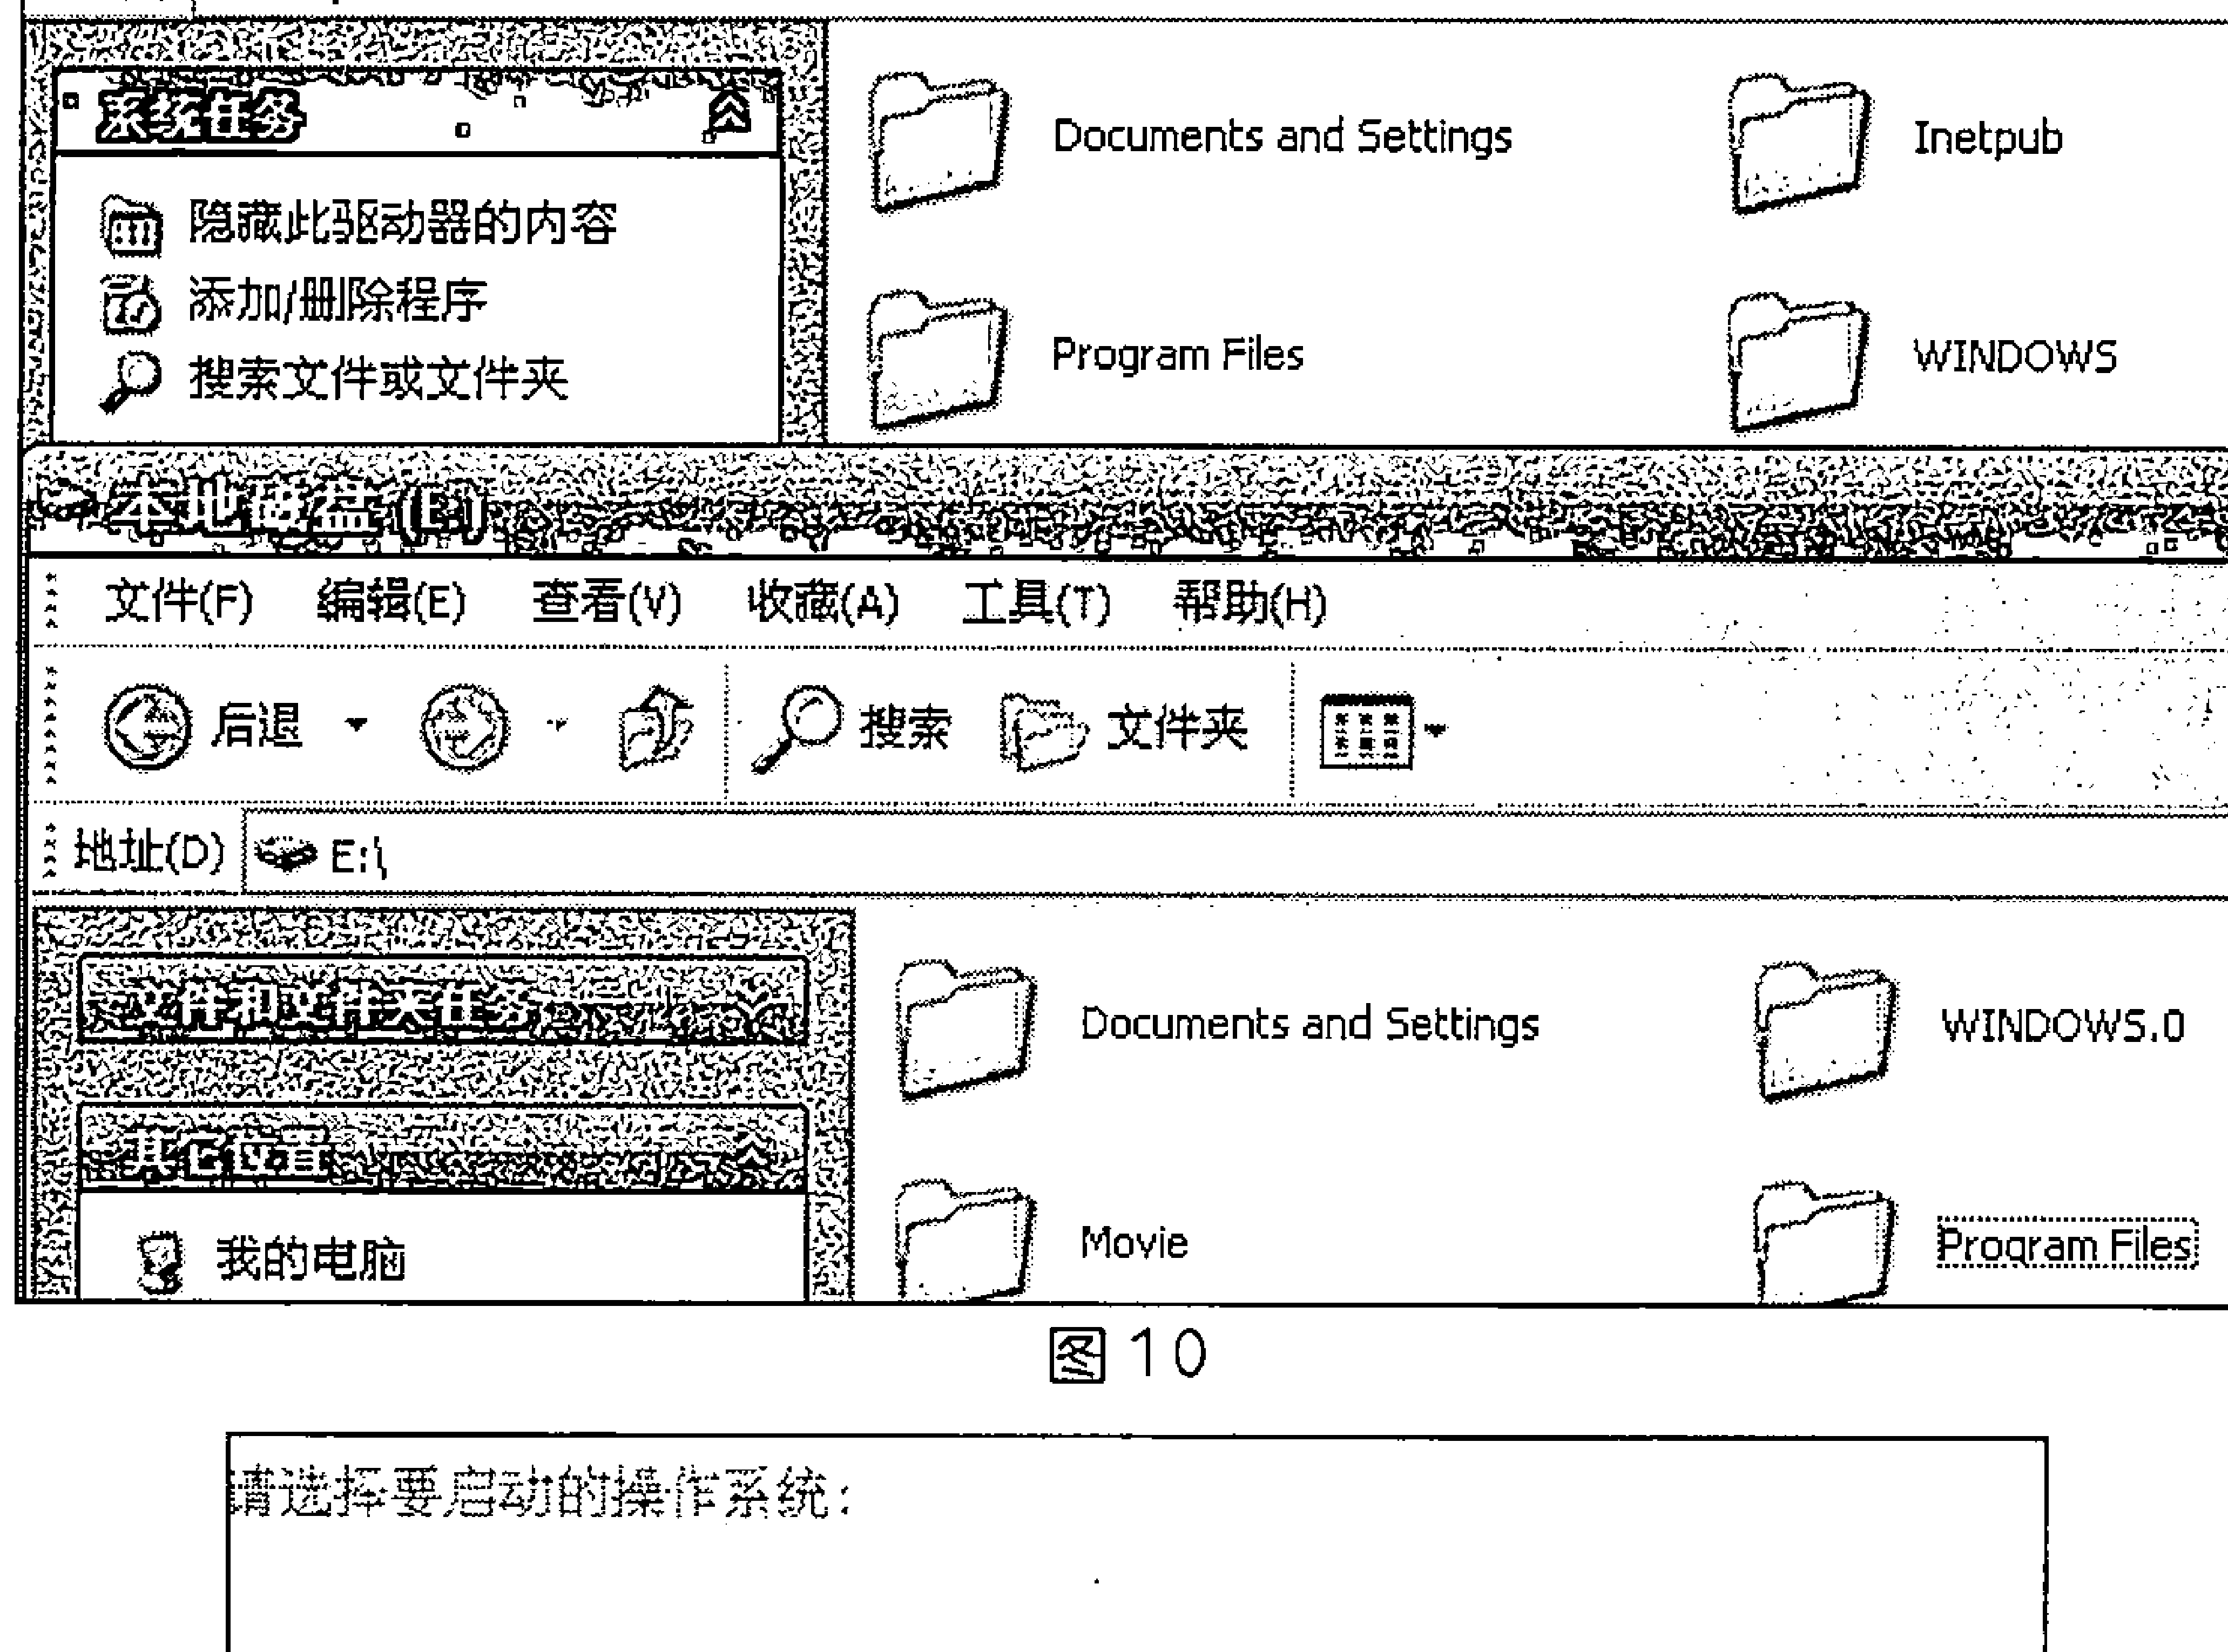 系统任务
Documents and Settings
Inetpub
隐藏此驱动器的内容
添加/删除程序
搜索文件或文件夹
Program Files
WINDOWS
本地磁盘 (E:)
文件(F) 编辑(E) 查看(V) 收藏(A) 工具(T) 帮助(H)
后退 搜索 文件夹
地址(D) E:\
文件和文件夹任务
Documents and Settings
WINDOWS.0
其它位置
我的电脑
Movie
Program Files
图10
请选择要启动的操作系统: